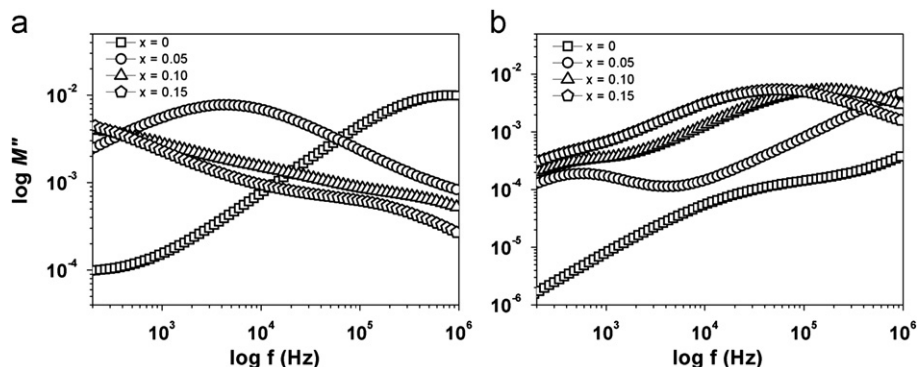 a
x = 0
x = 0.05
x = 0.10
x = 0.15
10⁻²
10⁻³
10⁻⁴
log M"
10³ 10⁴ 10⁵ 10⁶
log f (Hz)
b
x = 0
x = 0.05
x = 0.10
x = 0.15
10⁻²
10⁻³
10⁻⁴
10⁻⁵
10⁻⁶
log M"
10³ 10⁴ 10⁵ 10⁶
log f (Hz)